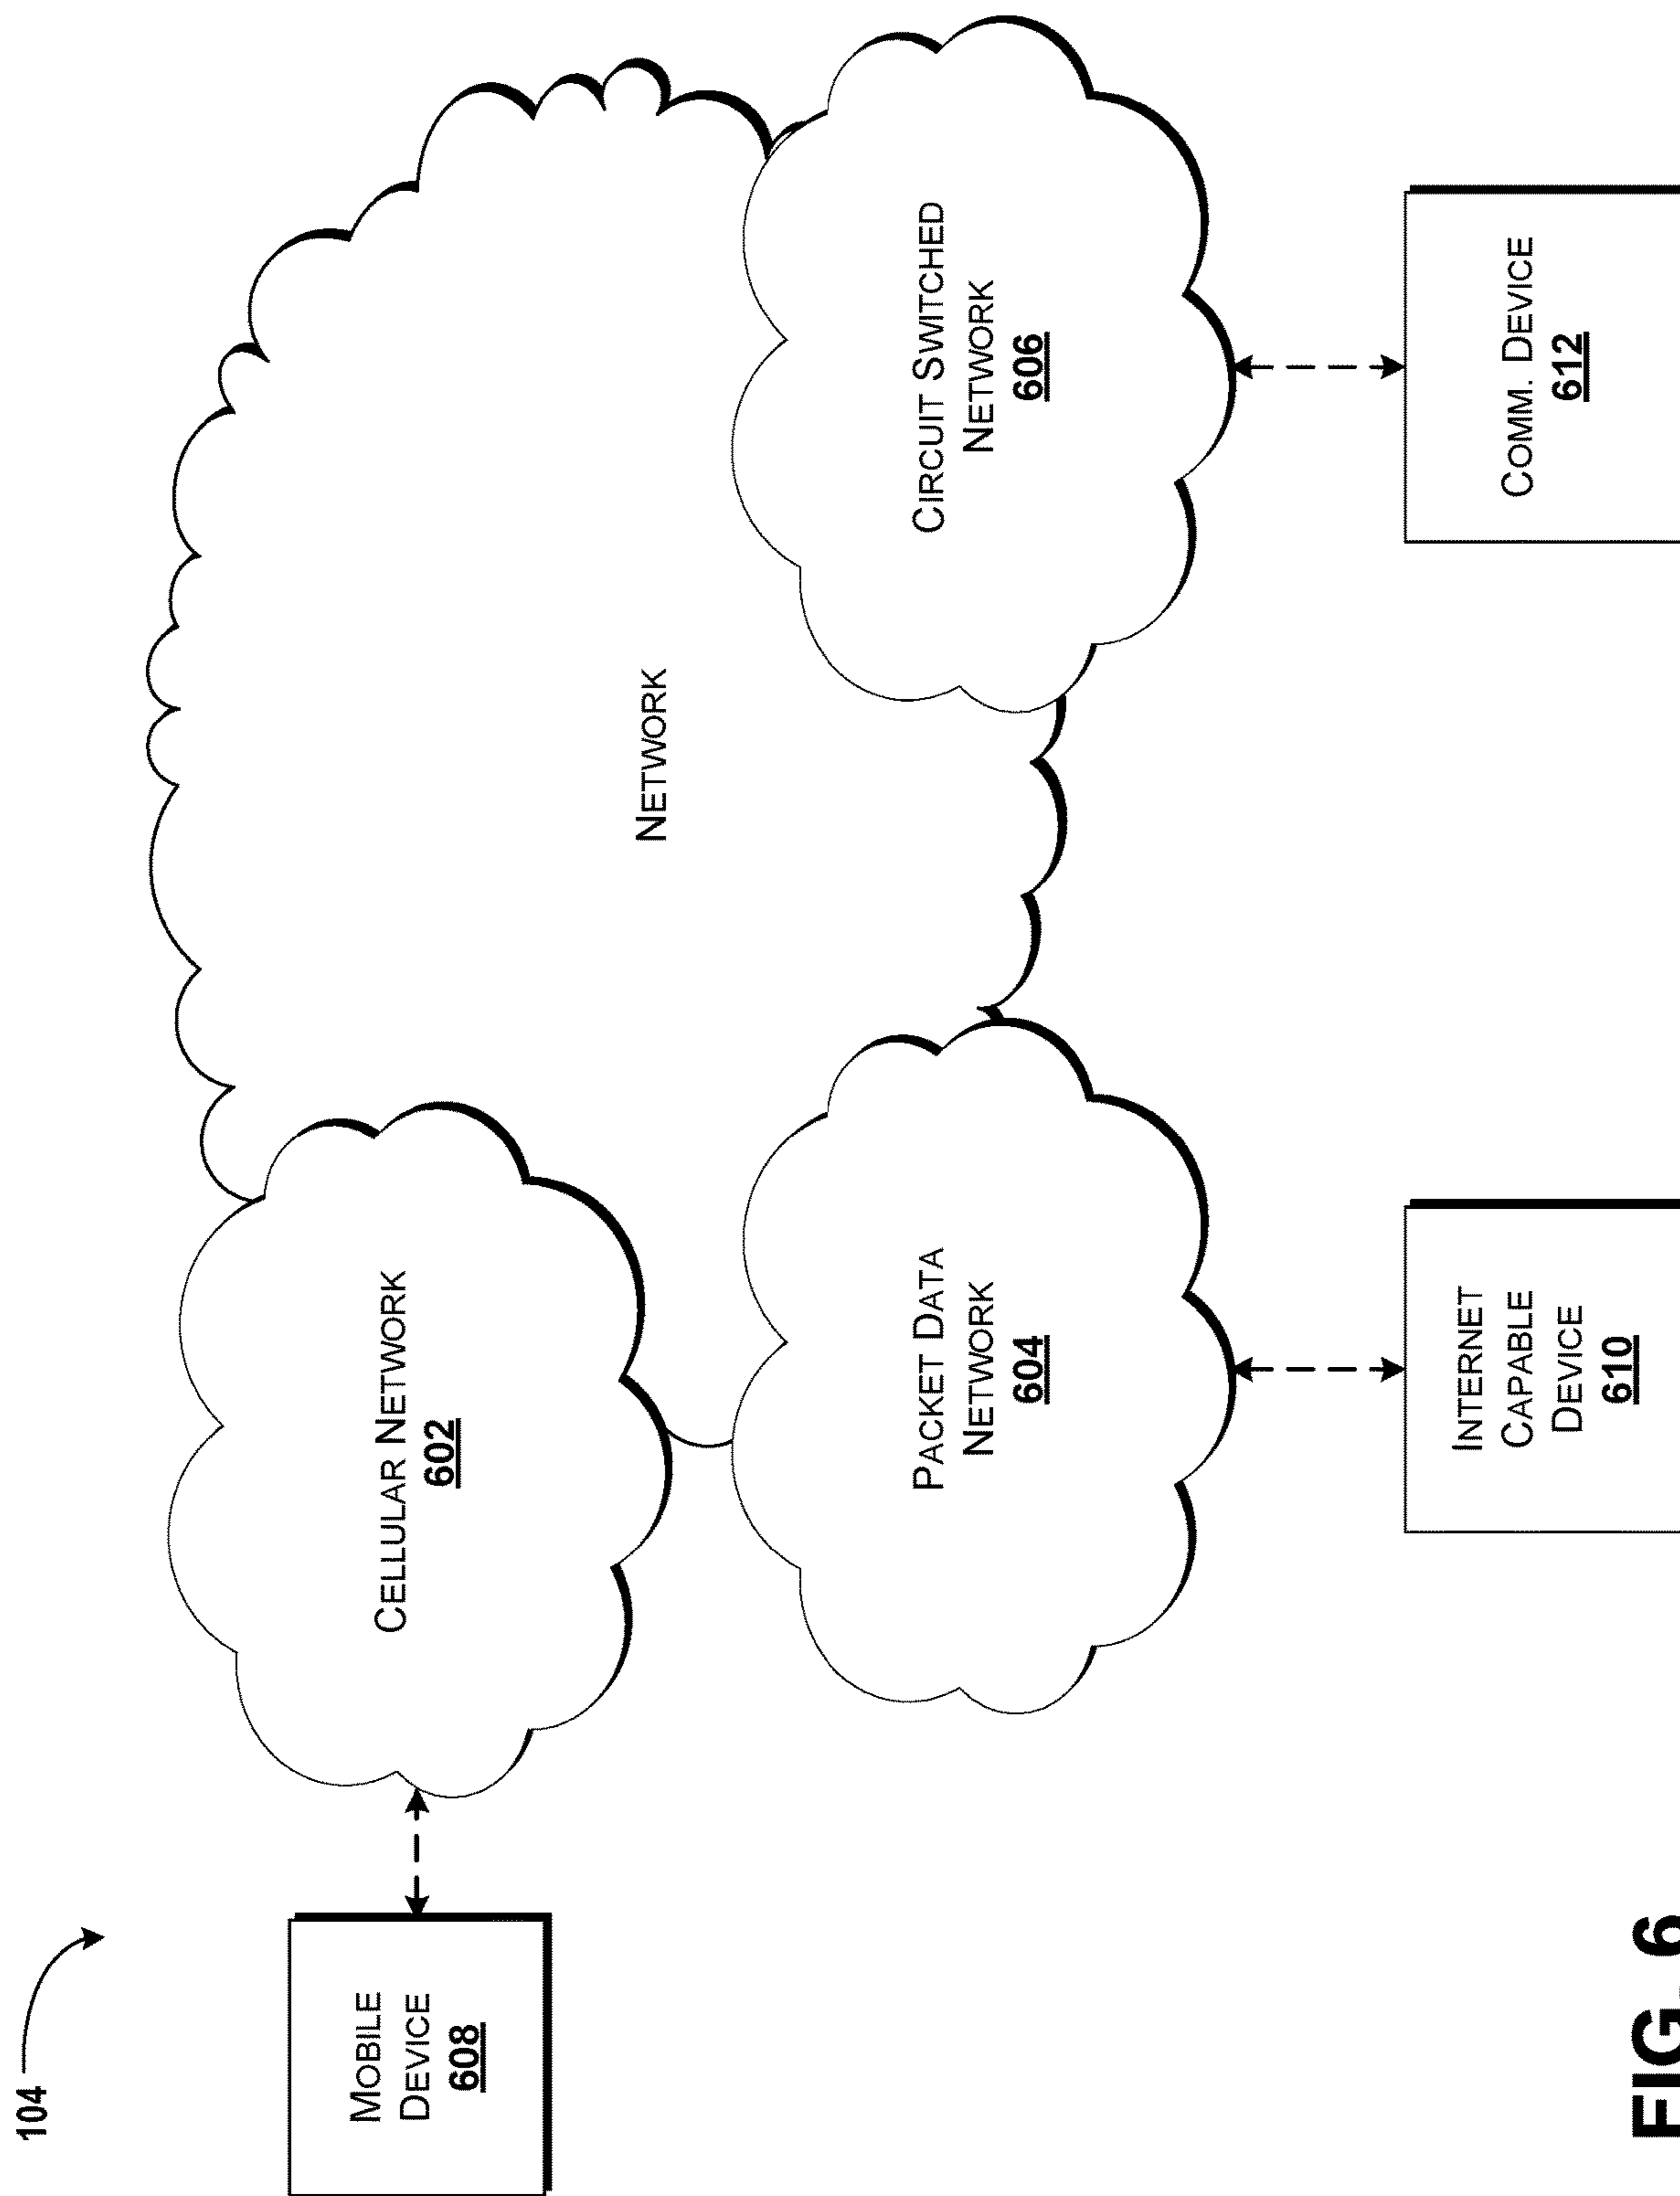 104
MOBILE
DEVICE
608
CELLULAR NETWORK
602
NETWORK
PACKET DATA
NETWORK
604
CIRCUIT SWITCHED
NETWORK
606
INTERNET
CAPABLE
DEVICE
610
COMM. DEVICE
612
FIG. 6